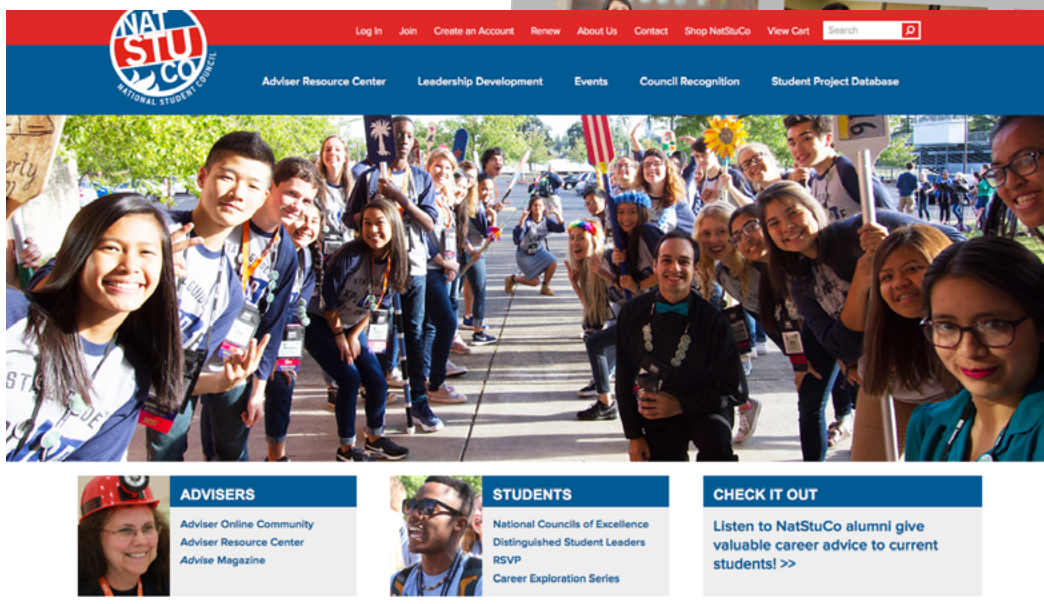 NAT
STU
CO
NATIONAL STUDENT COUNCIL
Log In Join Create an Account Renew About Us Contact Shop NatStuCo View Cart Search
Adviser Resource Center Leadership Development Events Council Recognition Student Project Database
ADVISERS
Adviser Online Community
Adviser Resource Center
Advise Magazine
STUDENTS
National Councils of Excellence
Distinguished Student Leaders
RSVP
Career Exploration Series
CHECK IT OUT
Listen to NatStuCo alumni give
valuable career advice to current
students! >>